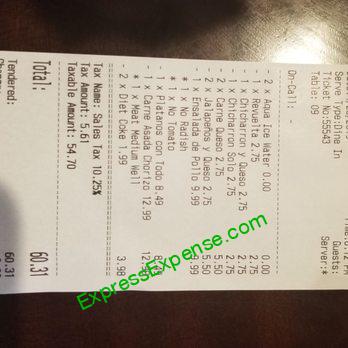 Serve Type:Dine In
Ticket No:55543
Table: 09
Guests:
Server:*
On-Call: -
- 2 x Aqua Ice Water 0.00 0.00
- 1 x Revuelta 2.75 2.75
- 1 x Chicharron y Queso 2.75 2.75
- 1 x Chicharron Solo 2.75 2.75
- 2 x Carne Queso 2.75 5.50
- 2 x Jalapeños y Queso 2.75 5.50
- 1 x Ensalada de Pollo 9.99 9.99
* 1 x No Radish
* 1 x No Tomato
- 1 x Platanos con Todo 8.49 8.49
- 1 x Carne Asada Chorizo 12.99
* 1 x Meat Medium Well
- 2 x Diet Coke 1.99 3.98
Tax Name: Sales Tax 10.25%
Tax Amount: 5.61
Taxable Amount: 54.70
Total: 60.31
Tendered: 60.31
ExpressExpense.com